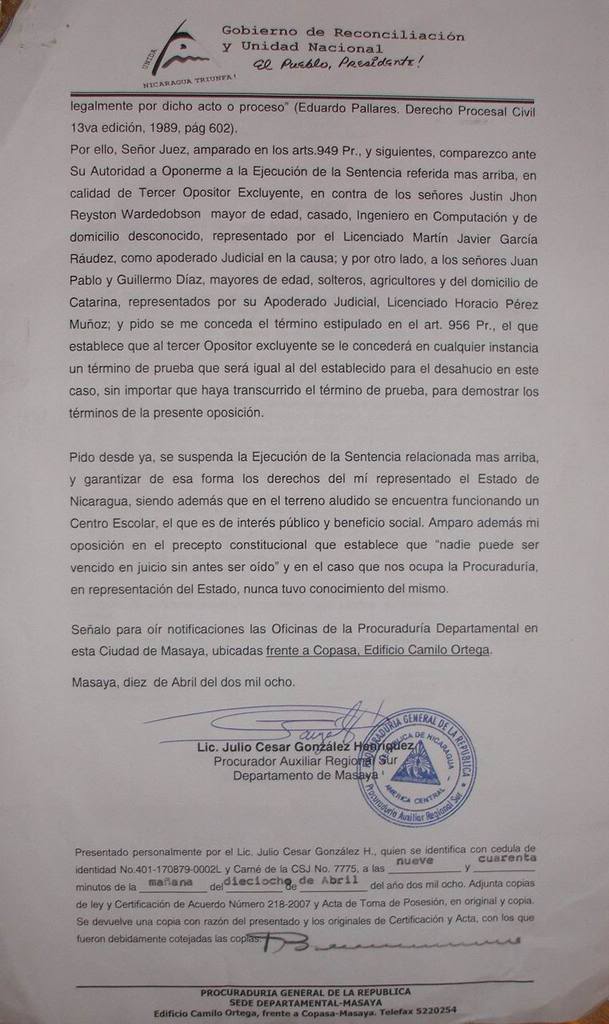 Gobierno de Reconciliación
y Unidad Nacional
El Pueblo, Presidente!
UNIDA
NICARAGUA TRIUNFA!
legalmente por dicho acto o proceso" (Eduardo Pallares. Derecho Procesal Civil
13va edición, 1989, pág 602).
Por ello, Señor Juez, amparado en los arts.949 Pr., y siguientes, comparezco ante
Su Autoridad a Oponerme a la Ejecución de la Sentencia referida mas arriba, en
calidad de Tercer Opositor Excluyente, en contra de los señores Justin Jhon
Reyston Wardedobson mayor de edad, casado, Ingeniero en Computación y de
domicilio desconocido, representado por el Licenciado Martín Javier García
Ráudez, como apoderado Judicial en la causa; y por otro lado, a los señores Juan
Pablo y Guillermo Díaz, mayores de edad, solteros, agricultores y del domicilio de
Catarina, representados por su Apoderado Judicial, Licenciado Horacio Pérez
Muñoz; y pido se me conceda el término estipulado en el art. 956 Pr., el que
establece que al tercer Opositor excluyente se le concederá en cualquier instancia
un término de prueba que será igual al del establecido para el desahucio en este
caso, sin importar que haya transcurrido el término de prueba, para demostrar los
términos de la presente oposición.
Pido desde ya, se suspenda la Ejecución de la Sentencia relacionada mas arriba,
y garantizar de esa forma los derechos del mí representado el Estado de
Nicaragua, siendo además que en el terreno aludido se encuentra funcionando un
Centro Escolar, el que es de interés público y beneficio social. Amparo además mi
oposición en el precepto constitucional que establece que "nadie puede ser
vencido en juicio sin antes ser oído" y en el caso que nos ocupa la Procuraduría,
en representación del Estado, nunca tuvo conocimiento del mismo.
Señalo para oír notificaciones las Oficinas de la Procuraduría Departamental en
esta Ciudad de Masaya, ubicadas frente a Copasa, Edificio Camilo Ortega.
Masaya, diez de Abril del dos mil ocho.
Lic. Julio Cesar González Henríquez
Procurador Auxiliar Regional Sur
Departamento de Masaya
PROCURADURIA GENERAL DE LA REPUBLICA
REPUBLICA DE NICARAGUA
AMERICA CENTRAL
Procuraduría Auxiliar Regional Sur
Presentado personalmente por el Lic. Julio Cesar González H., quien se identifica con cedula de
identidad No.401-170879-0002L y Carné de la CSJ No. 7775, a las nueve y cuarenta
minutos de la mañana del dieciocho de de Abril del año dos mil ocho. Adjunta copias
de ley y Certificación de Acuerdo Número 218-2007 y Acta de Toma de Posesión, en original y copia.
Se devuelve una copia con razón del presentado y los originales de Certificación y Acta, con los que
fueron debidamente cotejadas las copias.
PROCURADURIA GENERAL DE LA REPUBLICA
SEDE DEPARTAMENTAL-MASAYA
Edificio Camilo Ortega, frente a Copasa-Masaya. Telefax 5220254